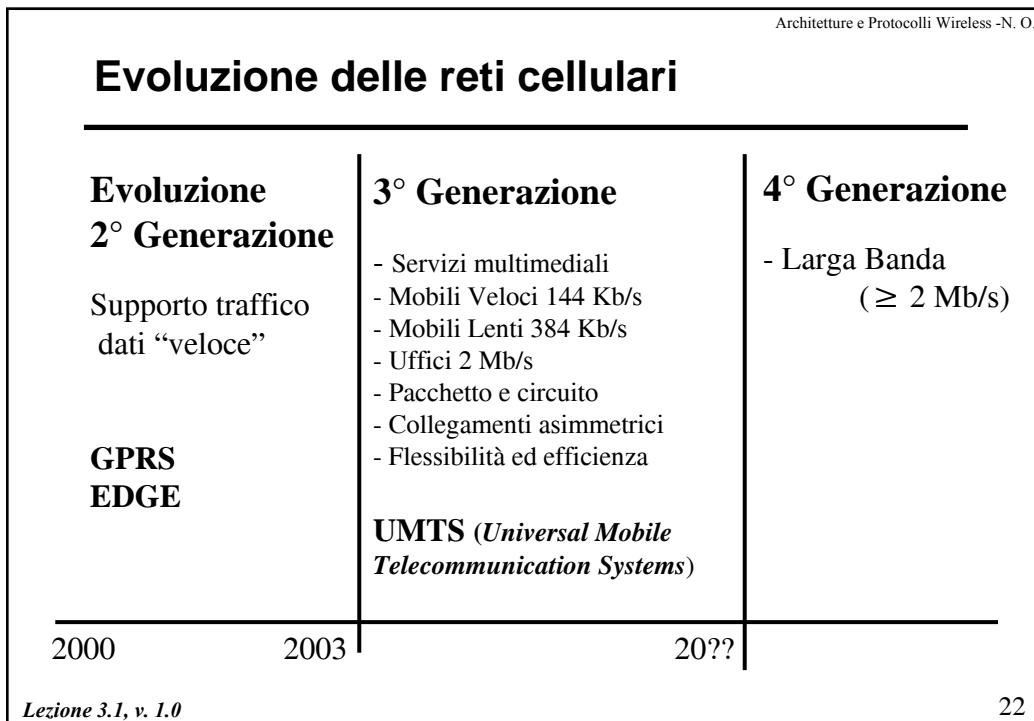 Architetture e Protocolli Wireless -N. O.
Evoluzione delle reti cellulari
Evoluzione
2° Generazione
Supporto traffico
dati “veloce”
GPRS
EDGE
3° Generazione
- Servizi multimediali
- Mobili Veloci 144 Kb/s
- Mobili Lenti 384 Kb/s
- Uffici 2 Mb/s
- Pacchetto e circuito
- Collegamenti asimmetrici
- Flessibilità ed efficienza
UMTS (Universal Mobile
Telecommunication Systems)
4° Generazione
- Larga Banda
( ≥ 2 Mb/s)
2000 2003 20??
Lezione 3.1, v. 1.0 22